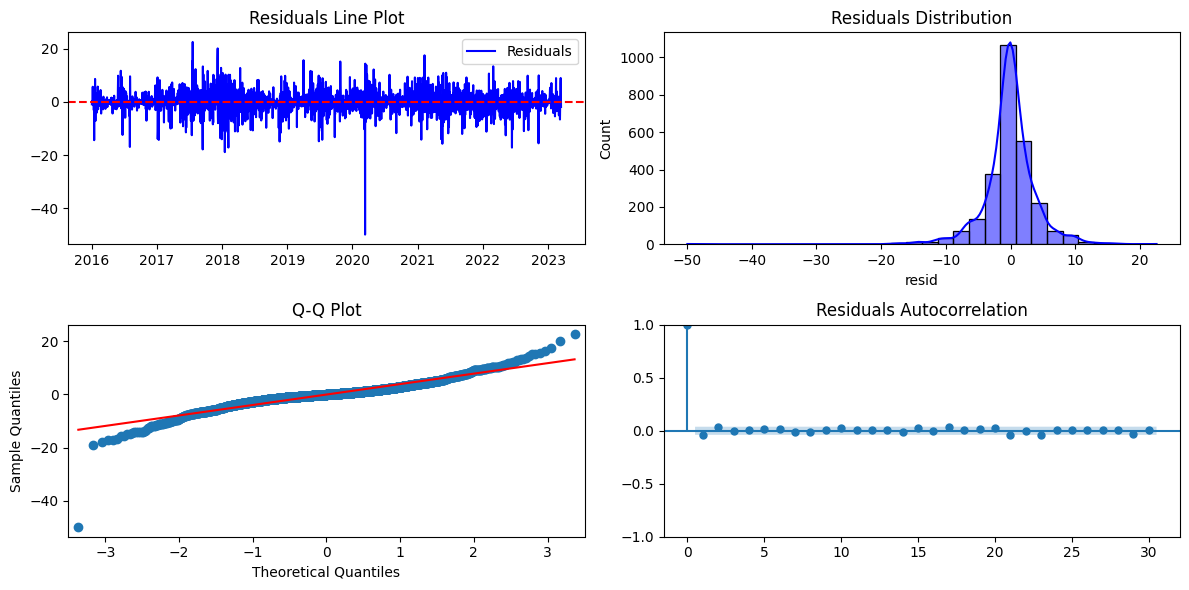 Residuals Line Plot
Residuals
20
0
−20
−40
2016 2017 2018 2019 2020 2021 2022 2023
Residuals Distribution
Count
1000
800
600
400
200
0
−50 −40 −30 −20 −10 0 10 20
resid
Q-Q Plot
Sample Quantiles
20
0
−20
−40
−3 −2 −1 0 1 2 3
Theoretical Quantiles
Residuals Autocorrelation
1.0
0.5
0.0
−0.5
−1.0
0 5 10 15 20 25 30